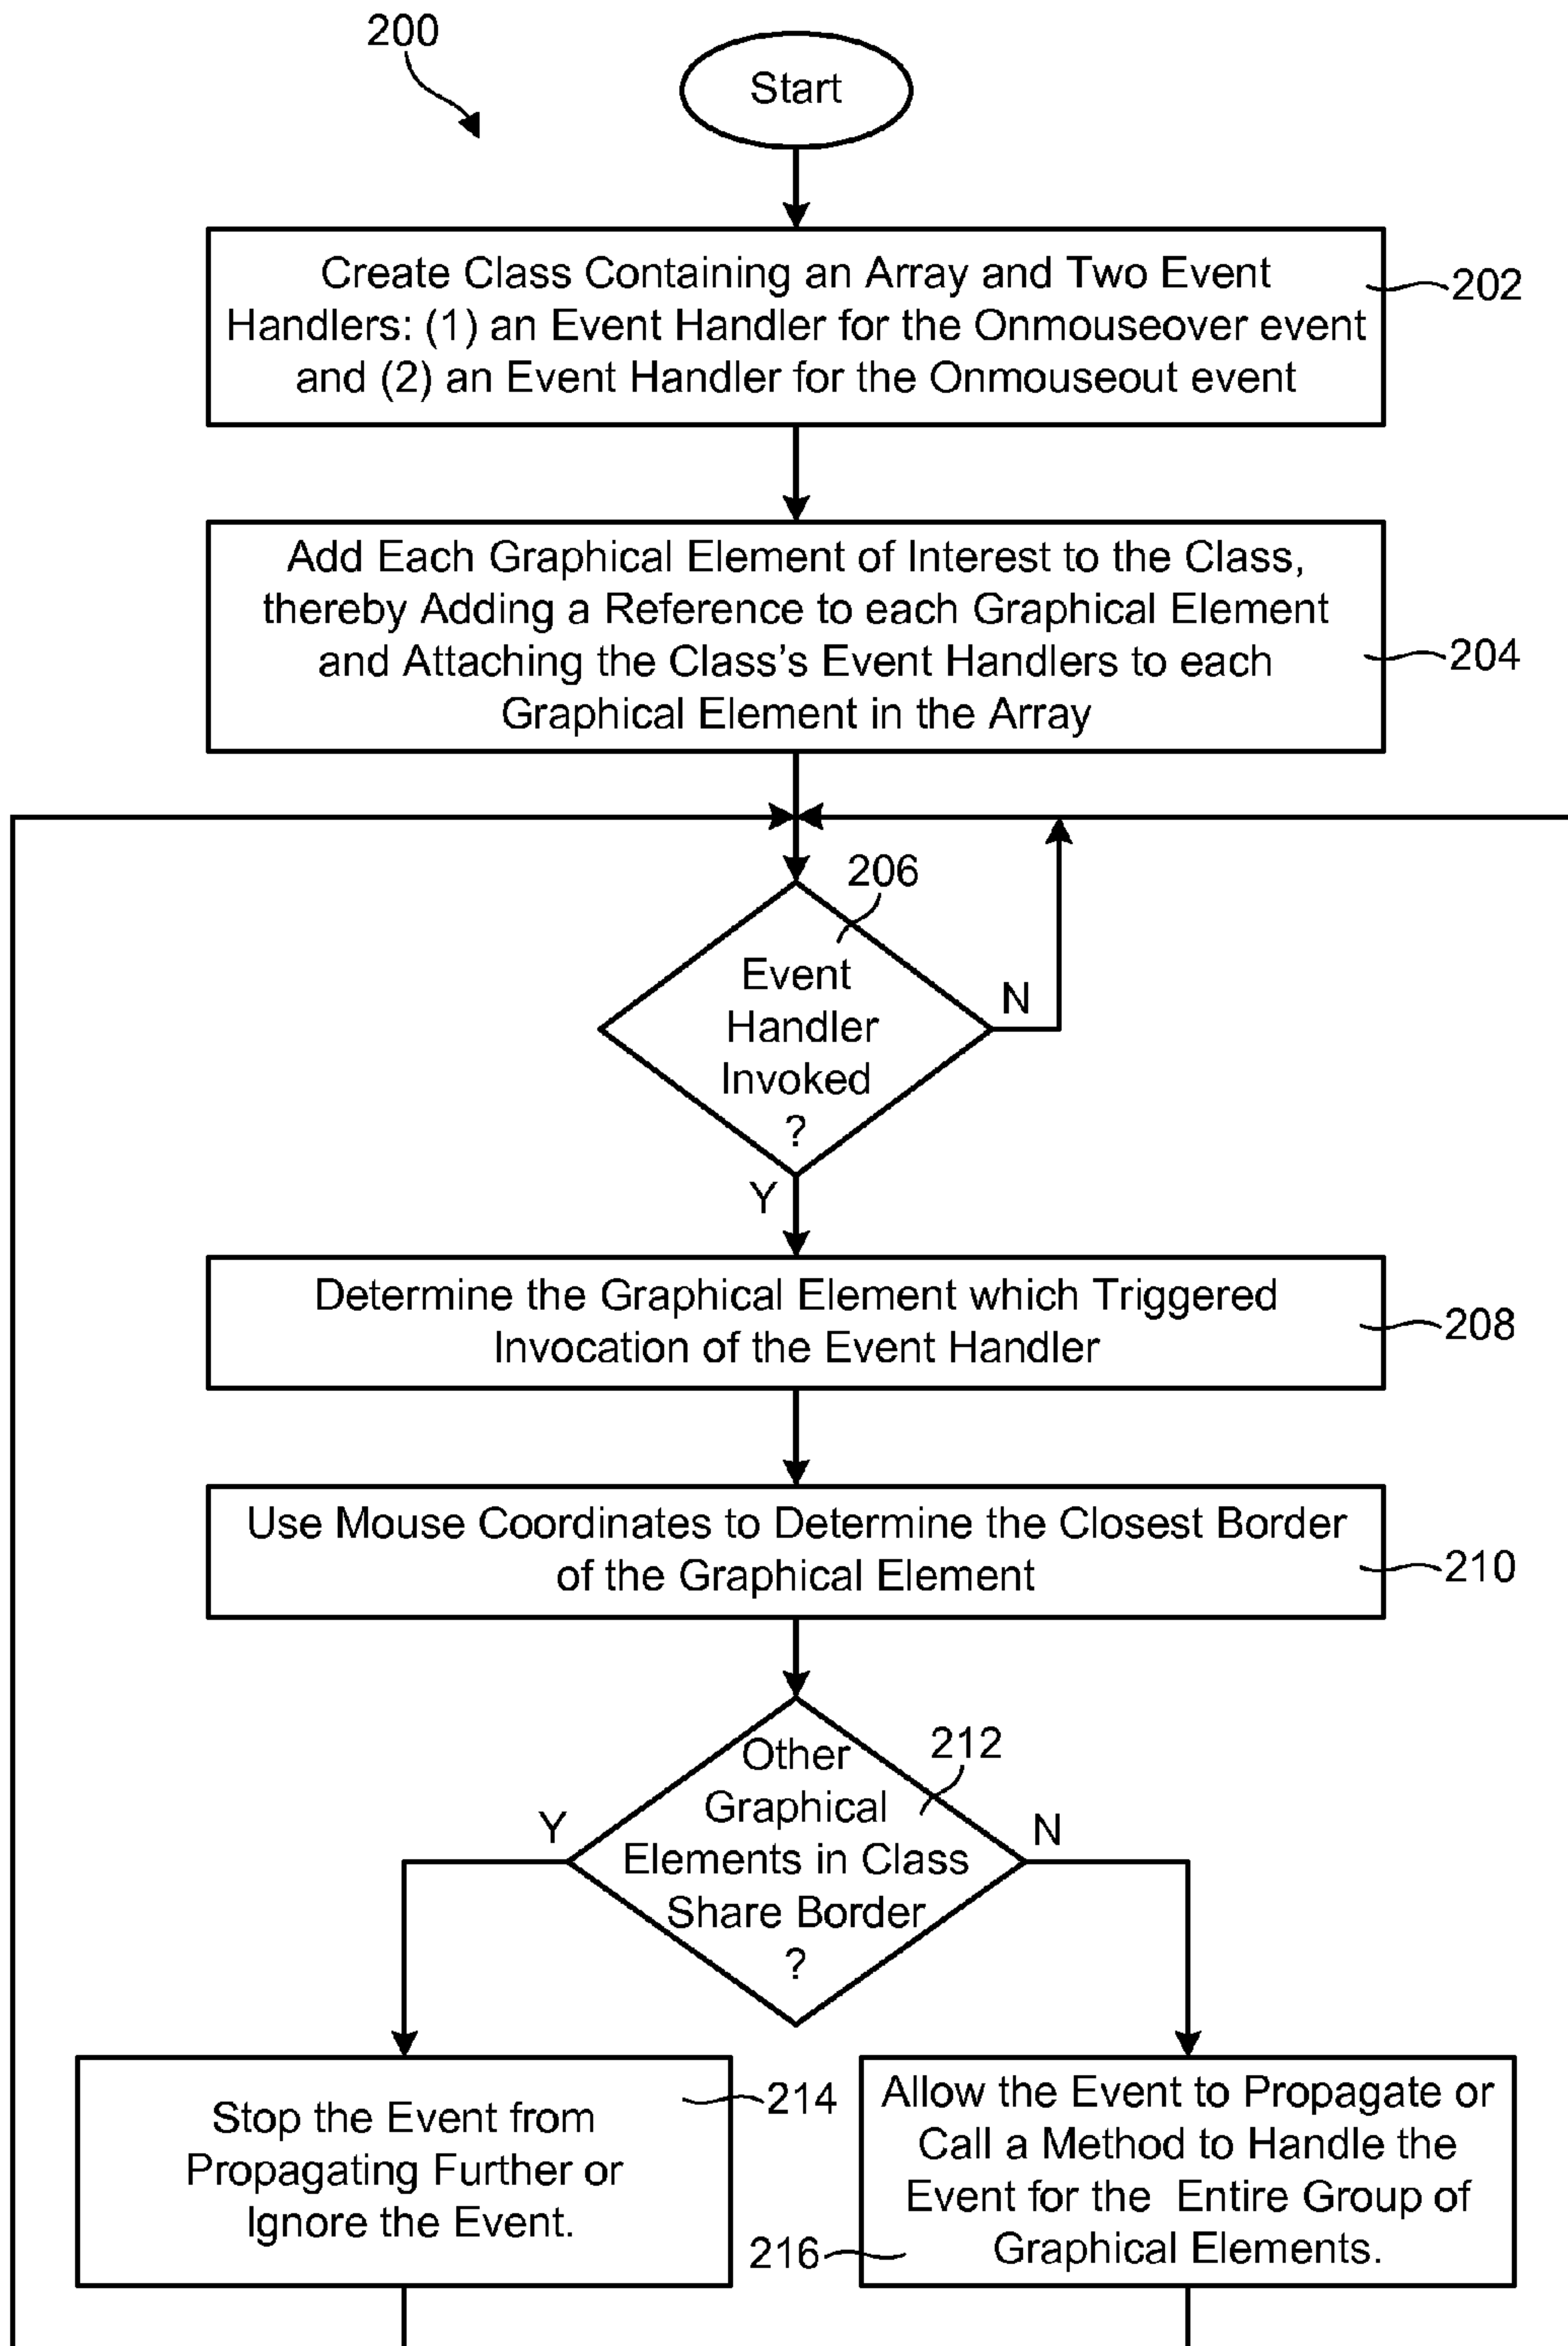 200
Start
Create Class Containing an Array and Two Event
Handlers: (1) an Event Handler for the Onmouseover event
and (2) an Event Handler for the Onmouseout event
202
Add Each Graphical Element of Interest to the Class,
thereby Adding a Reference to each Graphical Element
and Attaching the Class's Event Handlers to each
Graphical Element in the Array
204
206
Event
Handler
Invoked
?
N
Y
Determine the Graphical Element which Triggered
Invocation of the Event Handler
208
Use Mouse Coordinates to Determine the Closest Border
of the Graphical Element
210
212
Other
Graphical
Elements in Class
Share Border
?
Y
N
Stop the Event from
Propagating Further or
Ignore the Event.
214
Allow the Event to Propagate or
Call a Method to Handle the
Event for the Entire Group of
Graphical Elements.
216